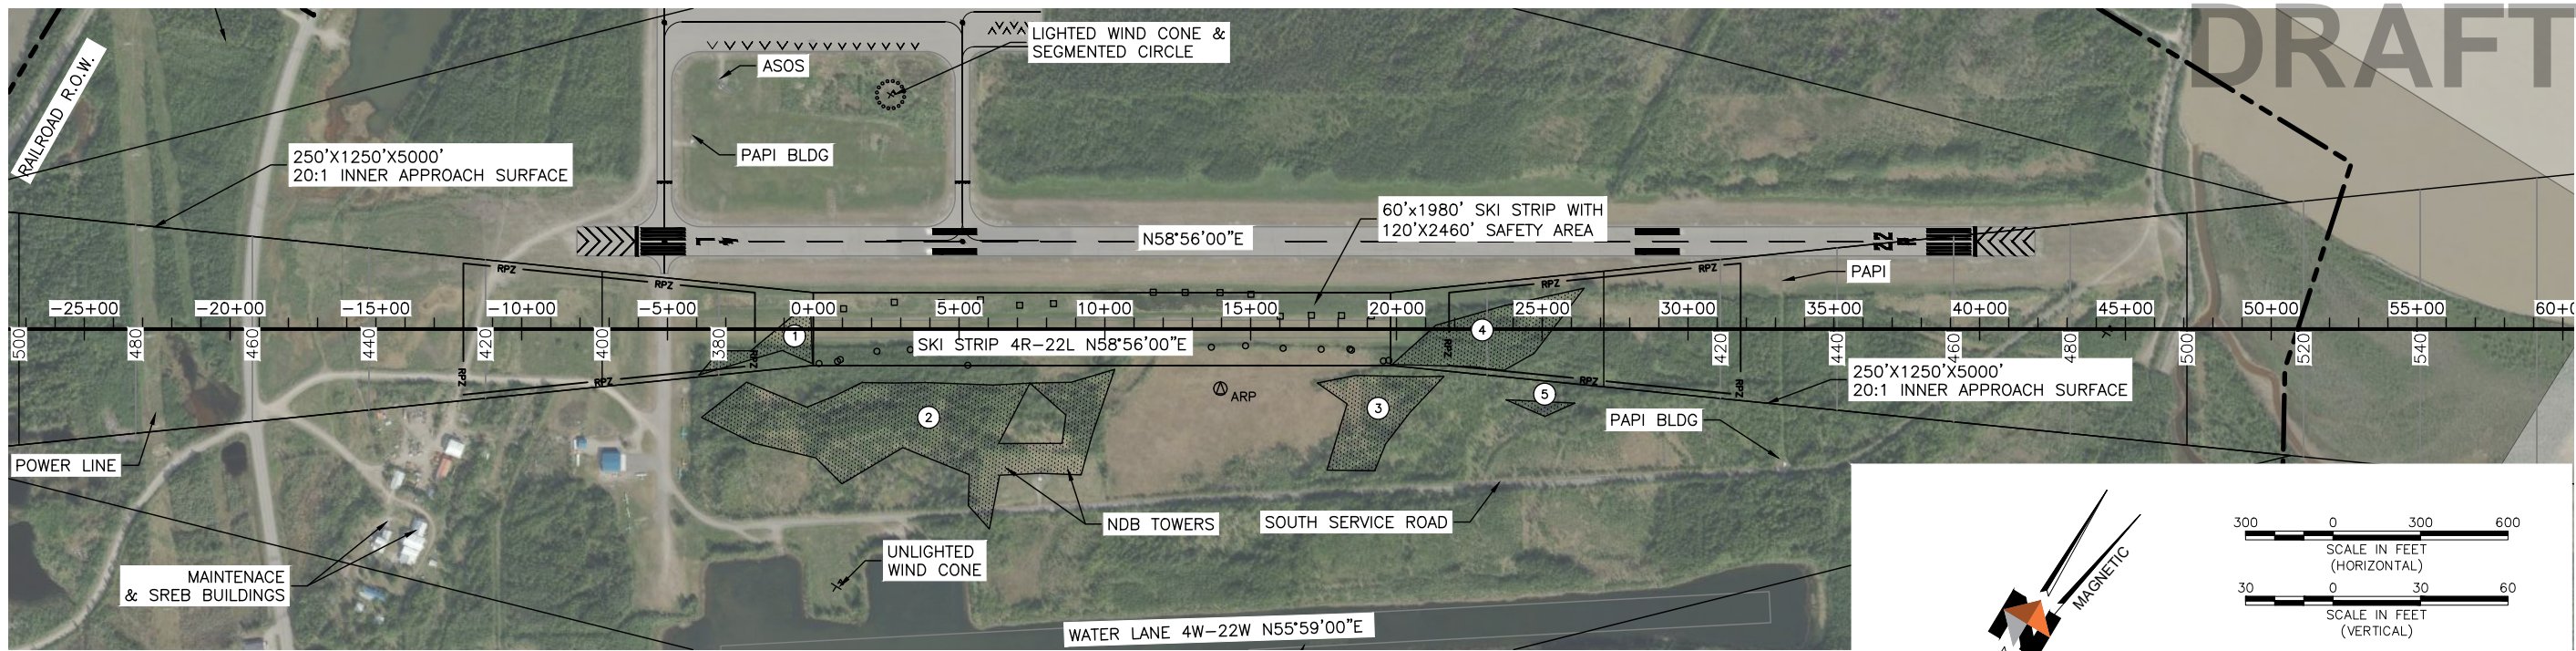 DRAFT
RAILROAD R.O.W.
LIGHTED WIND CONE &
SEGMENTED CIRCLE
ASOS
250'X1250'X5000'
20:1 INNER APPROACH SURFACE
PAPI BLDG
60'x1980' SKI STRIP WITH
120'X2460' SAFETY AREA
N58°56'00"E
22
PAPI
RPZ
RPZ
RPZ
RPZ
-25+00
-20+00
-15+00
-10+00
-5+00
0+00
5+00
10+00
15+00
20+00
25+00
30+00
35+00
40+00
45+00
50+00
55+00
60+0
500
480
460
440
420
400
380
1
SKI STRIP 4R-22L N58°56'00"E
4
420
440
460
480
500
520
540
RPZ
RPZ
RPZ
RPZ
RPZ
RPZ
ARP
2
3
5
250'X1250'X5000'
20:1 INNER APPROACH SURFACE
PAPI BLDG
POWER LINE
NDB TOWERS
SOUTH SERVICE ROAD
UNLIGHTED
WIND CONE
MAINTENACE
& SREB BUILDINGS
WATER LANE 4W-22W N55°59'00"E
MAGNETIC
300 0 300 600
SCALE IN FEET
(HORIZONTAL)
30 0 30 60
SCALE IN FEET
(VERTICAL)